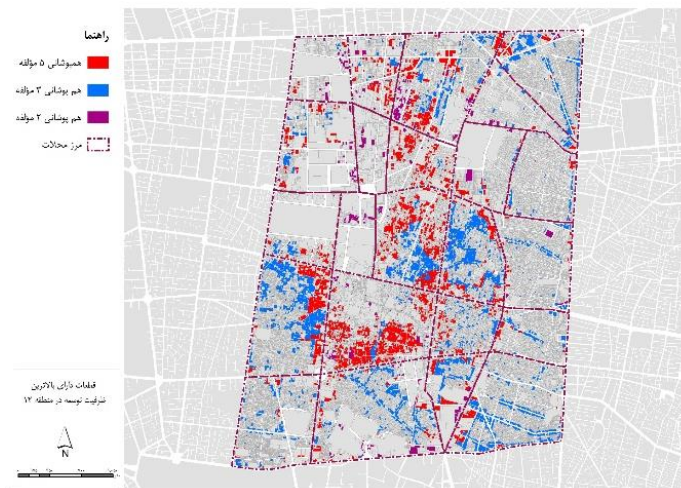 راهنما
همپوشانی ۵ مؤلفه
هم پوشانی ۳ مؤلفه
هم پوشانی ۲ مولفه
مرز محلات
قطعات دارای بالاترین
ظرفیت توسعه در منطقه ۱۲
N